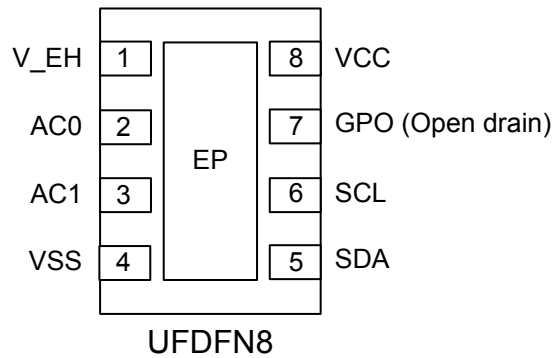 V_EH 1 8 VCC
AC0 2 7 GPO (Open drain)
EP
AC1 3 6 SCL
VSS 4 5 SDA
UFDFN8